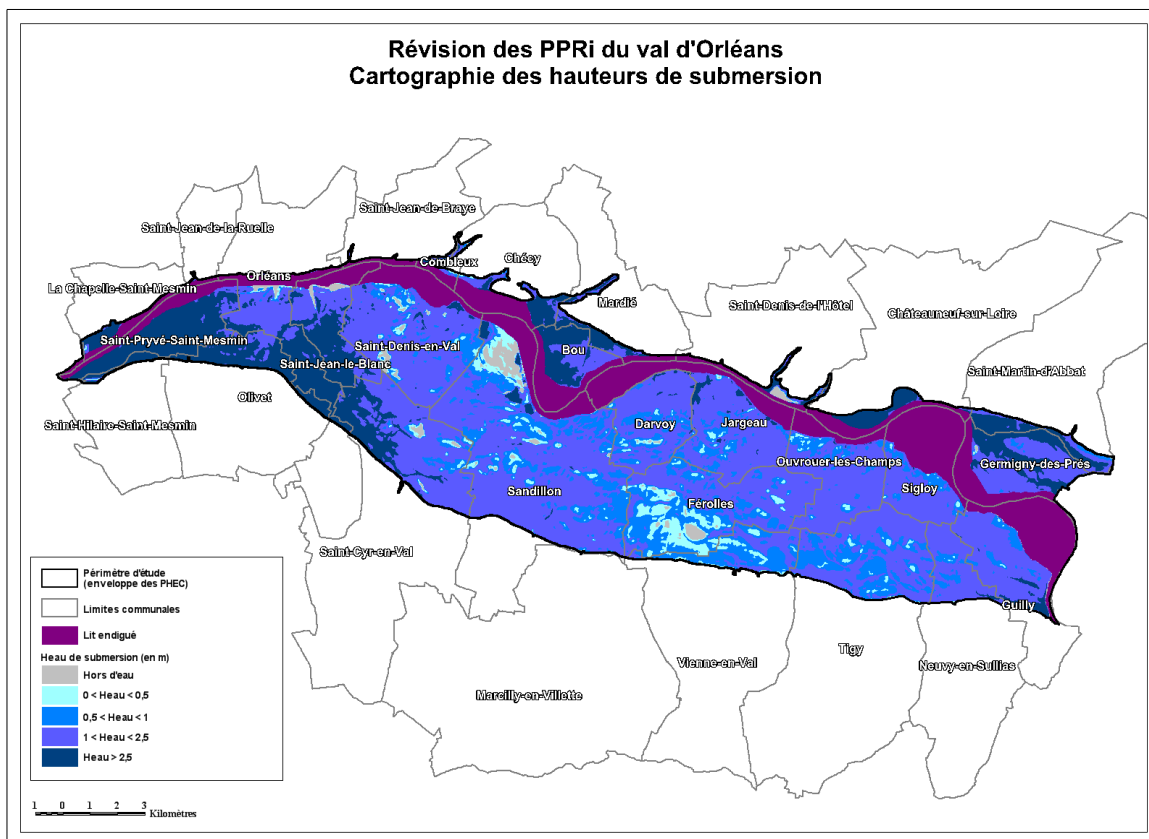 Révision des PPRi du val d'Orléans
Cartographie des hauteurs de submersion
Saint-Jean-de-Braye
Saint-Jean-de-la-Ruelle
Combleux
Chécy
Orléans
La Chapelle-Saint-Mesmin
Mardié
Saint-Denis-de-l'Hôtel
Châteauneuf-sur-Loire
Saint-Pryvé-Saint-Mesmin
Saint-Denis-en-Val
Bou
Saint-Jean-le-Blanc
Saint-Martin-d'Abbat
Olivet
Saint-Hilaire-Saint-Mesmin
Darvoy
Jargeau
Ouvrouer-les-Champs
Germigny-des-Prés
Sandillon
Sigloy
Férolles
Saint-Cyr-en-Val
Guilly
Tigy
Vienne-en-Val
Neuvy-en-Sullias
Marcilly-en-Villette
Périmètre d'étude
(enveloppe des PHEC)
Limites communales
Lit endigué
Heau de submersion (en m)
Hors d'eau
0 < Heau < 0,5
0,5 < Heau < 1
1 < Heau < 2,5
Heau > 2,5
1 0 1 2 3
Kilomètres